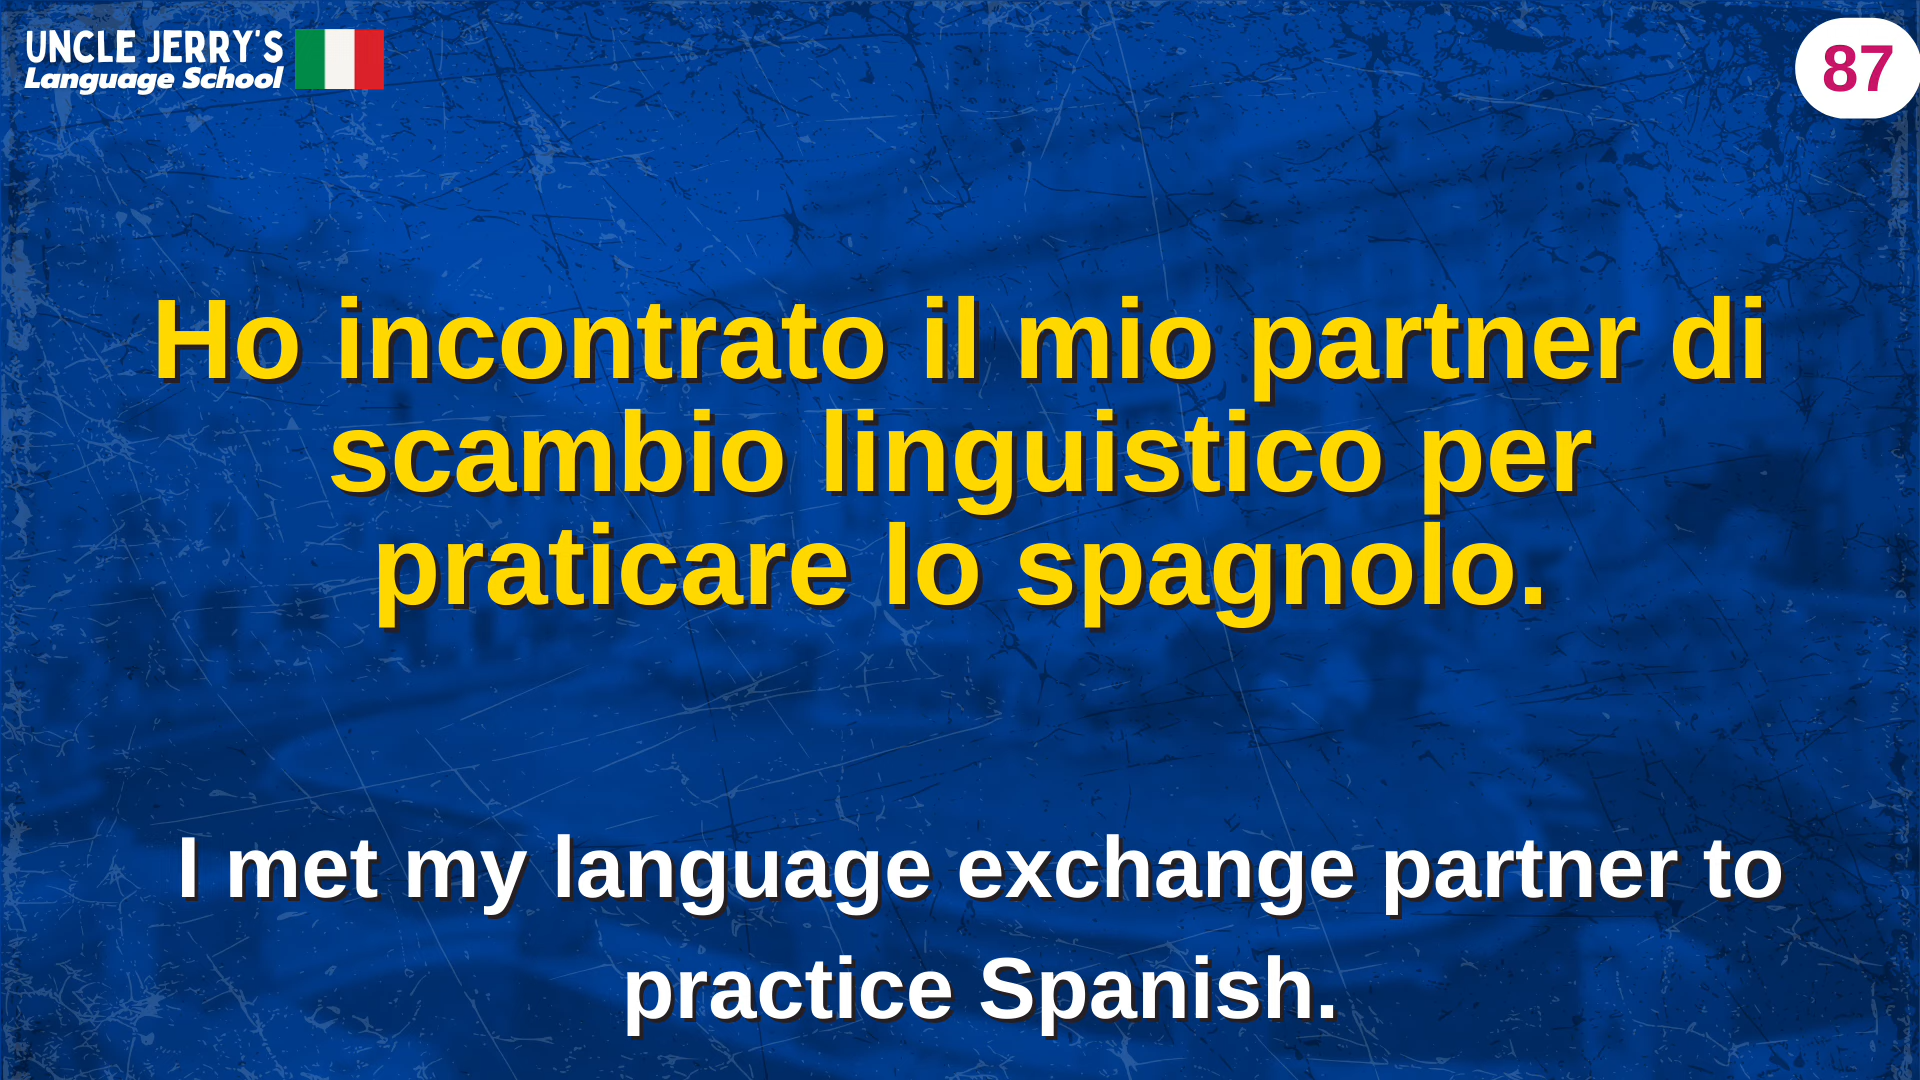 UNCLE JERRY'S
Language School
87
Ho incontrato il mio partner di
scambio linguistico per
praticare lo spagnolo.
I met my language exchange partner to
practice Spanish.